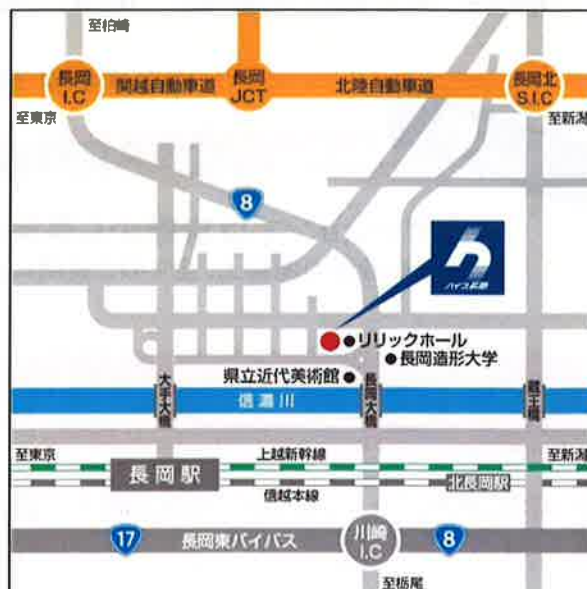 至柏崎
長岡
I.C
関越自動車道
長岡
JCT
北陸自動車道
長岡北
S.I.C
至東京
至新潟
8
ハイブ長岡
リリックホール
長岡造形大学
県立近代美術館
大手大橋
信濃川
長岡大橋
蔵王橋
至東京
上越新幹線
至新潟
長岡駅
信越本線
北長岡駅
17
長岡東バイパス
川崎
I.C
8
至栃尾